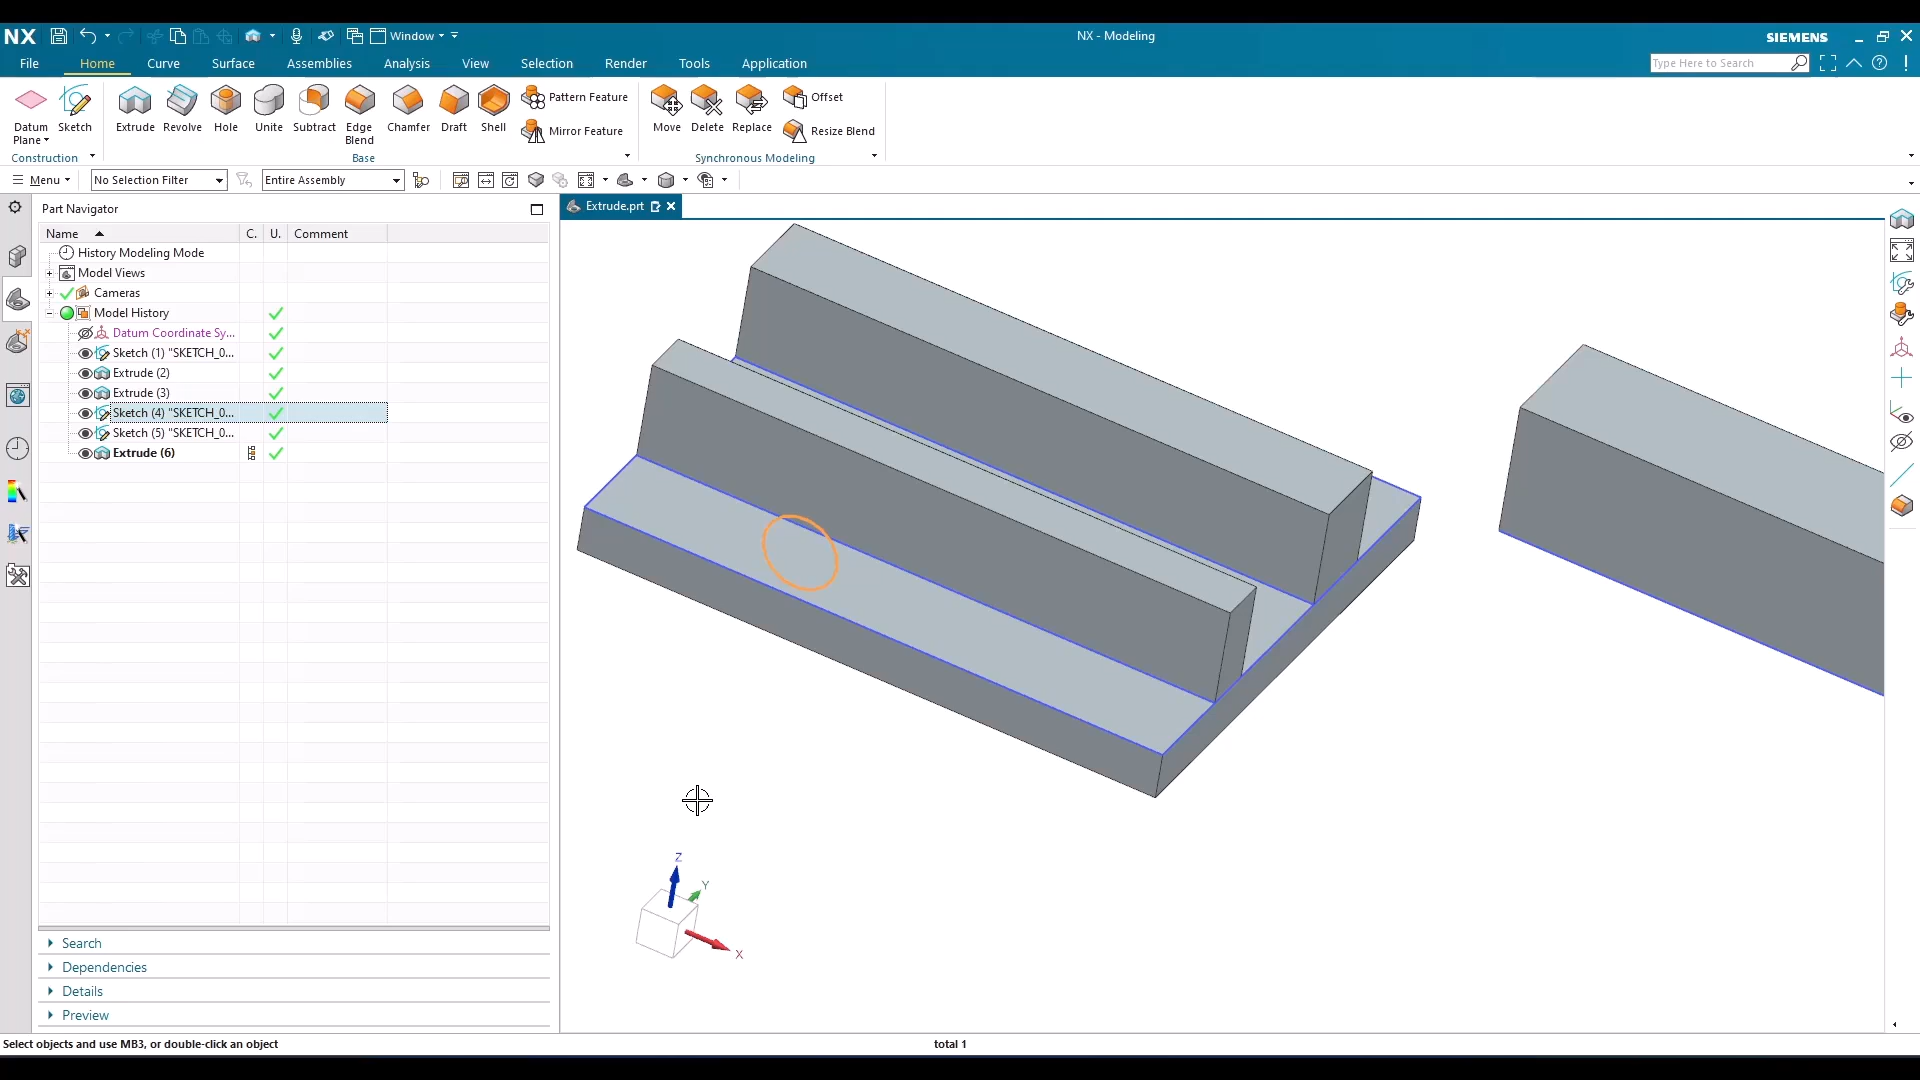 NX
Window
NX - Modeling
SIEMENS
File
Home
Curve
Surface
Assemblies
Analysis
View
Selection
Render
Tools
Application
Type Here to Search
Datum
Plane
Sketch
Extrude
Revolve
Hole
Unite
Subtract
Edge
Blend
Chamfer
Draft
Shell
Pattern Feature
Mirror Feature
Move
Delete
Replace
Offset
Resize Blend
Construction
Base
Synchronous Modeling
Menu
No Selection Filter
Entire Assembly
Part Navigator
Extrude.prt
Name
C.
U.
Comment
History Modeling Mode
Model Views
Cameras
Model History
Datum Coordinate Sy...
Sketch (1) "SKETCH_0...
Extrude (2)
Extrude (3)
Sketch (4) "SKETCH_0...
Sketch (5) "SKETCH_0...
Extrude (6)
Z
Y
X
Search
Dependencies
Details
Preview
Select objects and use MB3, or double-click an object
total 1